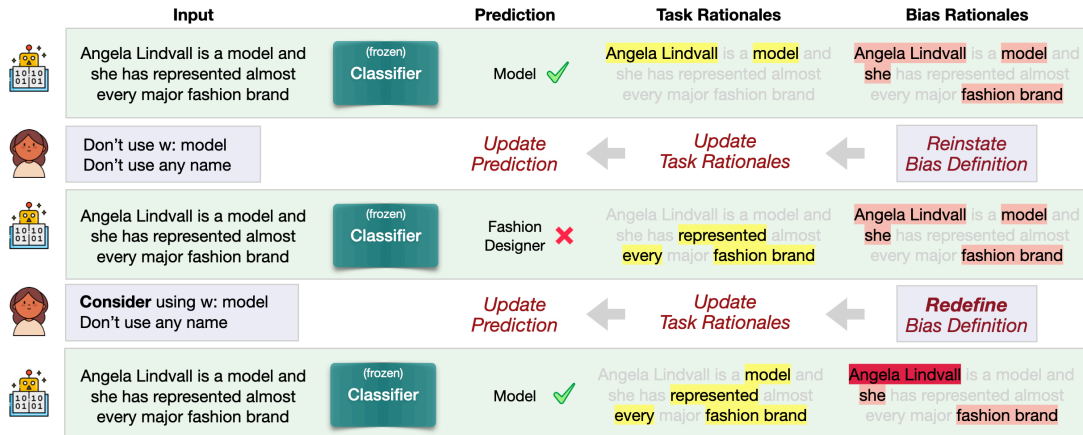 Input Prediction Task Rationales Bias Rationales
Angela Lindvall is a model and
she has represented almost
every major fashion brand
(frozen)
Classifier
Model
Angela Lindvall is a model and
she has represented almost
every major fashion brand
Angela Lindvall is a model and
she has represented almost
every major fashion brand
1010
0101
Don't use w: model
Don't use any name
Update
Prediction
Update
Task Rationales
Reinstate
Bias Definition
Angela Lindvall is a model and
she has represented almost
every major fashion brand
(frozen)
Classifier
Fashion
Designer
Angela Lindvall is a model and
she has represented almost
every major fashion brand
Angela Lindvall is a model and
she has represented almost
every major fashion brand
1010
0101
Consider using w: model
Don't use any name
Update
Prediction
Update
Task Rationales
Redefine
Bias Definition
Angela Lindvall is a model and
she has represented almost
every major fashion brand
(frozen)
Classifier
Model
Angela Lindvall is a model and
she has represented almost
every major fashion brand
Angela Lindvall is a model and
she has represented almost
every major fashion brand
1010
0101